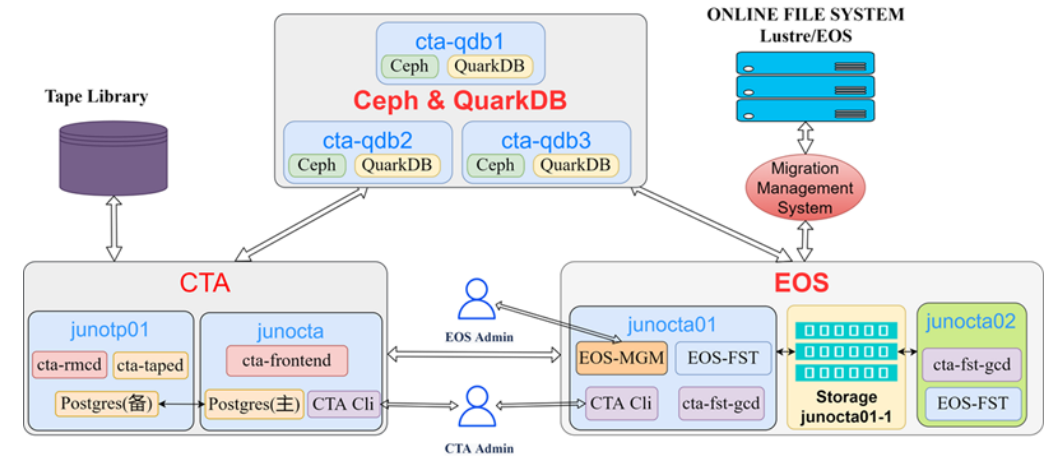 ONLINE FILE SYSTEM
Lustre/EOS
cta-qdb1
Ceph QuarkDB
Tape Library
Ceph & QuarkDB
cta-qdb2 cta-qdb3
Ceph QuarkDB Ceph QuarkDB
Migration
Management
System
CTA
EOS
junotp01 junocta
cta-rmcd cta-taped cta-frontend
Postgres(备) Postgres(主) CTA Cli
EOS Admin
CTA Admin
junocta01
EOS-MGM EOS-FST
CTA Cli cta-fst-gcd
Storage
junocta01-1
junocta02
cta-fst-gcd
EOS-FST